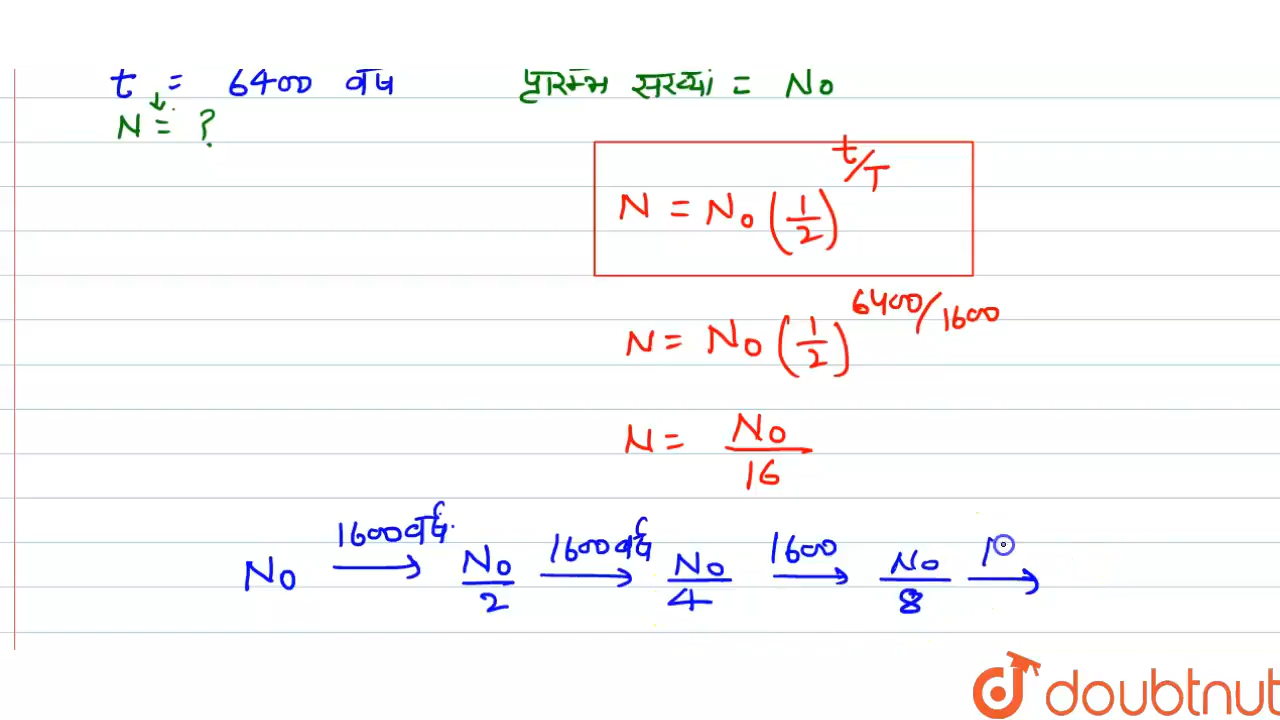 t = 6400 वर्ष
प्रारम्भ संख्या = N₀
N = ?
N = N₀ (1/2)^(t/T)
N = N₀ (1/2)^(6400/1600)
N = N₀/16
N₀ →(1600 वर्ष) N₀/2 →(1600 वर्ष) N₀/4 →(1600) N₀/8 →
doubtnut